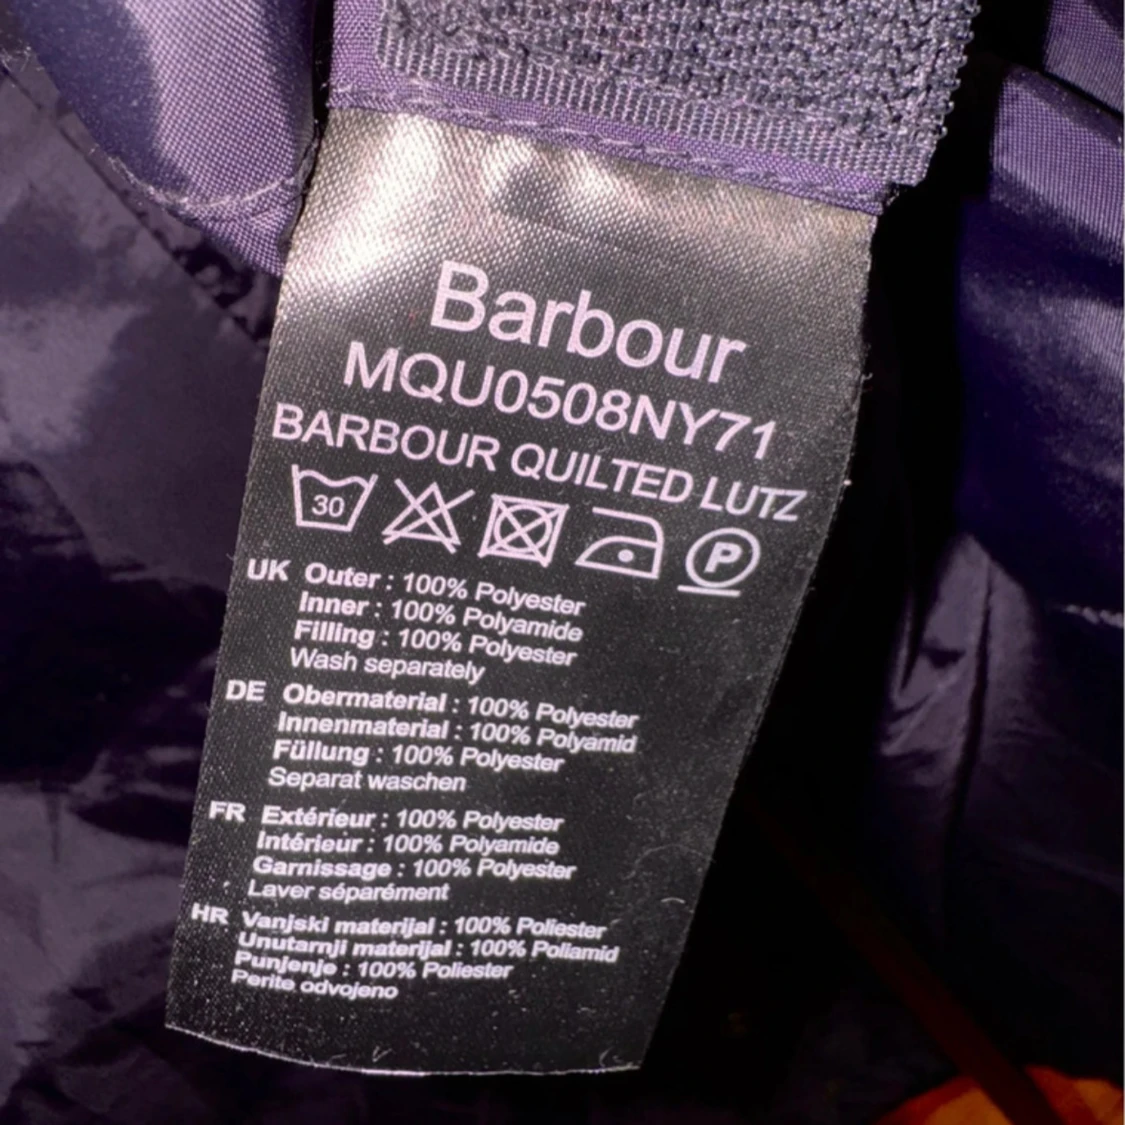 Barbour
MQU0508NY71
BARBOUR QUILTED LUTZ
30 P
UK Outer : 100% Polyester
Inner : 100% Polyamide
Filling : 100% Polyester
Wash separately
DE Obermaterial : 100% Polyester
Innenmaterial : 100% Polyamid
Füllung : 100% Polyester
Separat waschen
FR Extérieur : 100% Polyester
Intérieur : 100% Polyamide
Garnissage : 100% Polyester
Laver séparément
HR Vanjski materijal : 100% Poliester
Unutarnji materijal : 100% Poliamid
Punjenje : 100% Poliester
Perite odvojeno